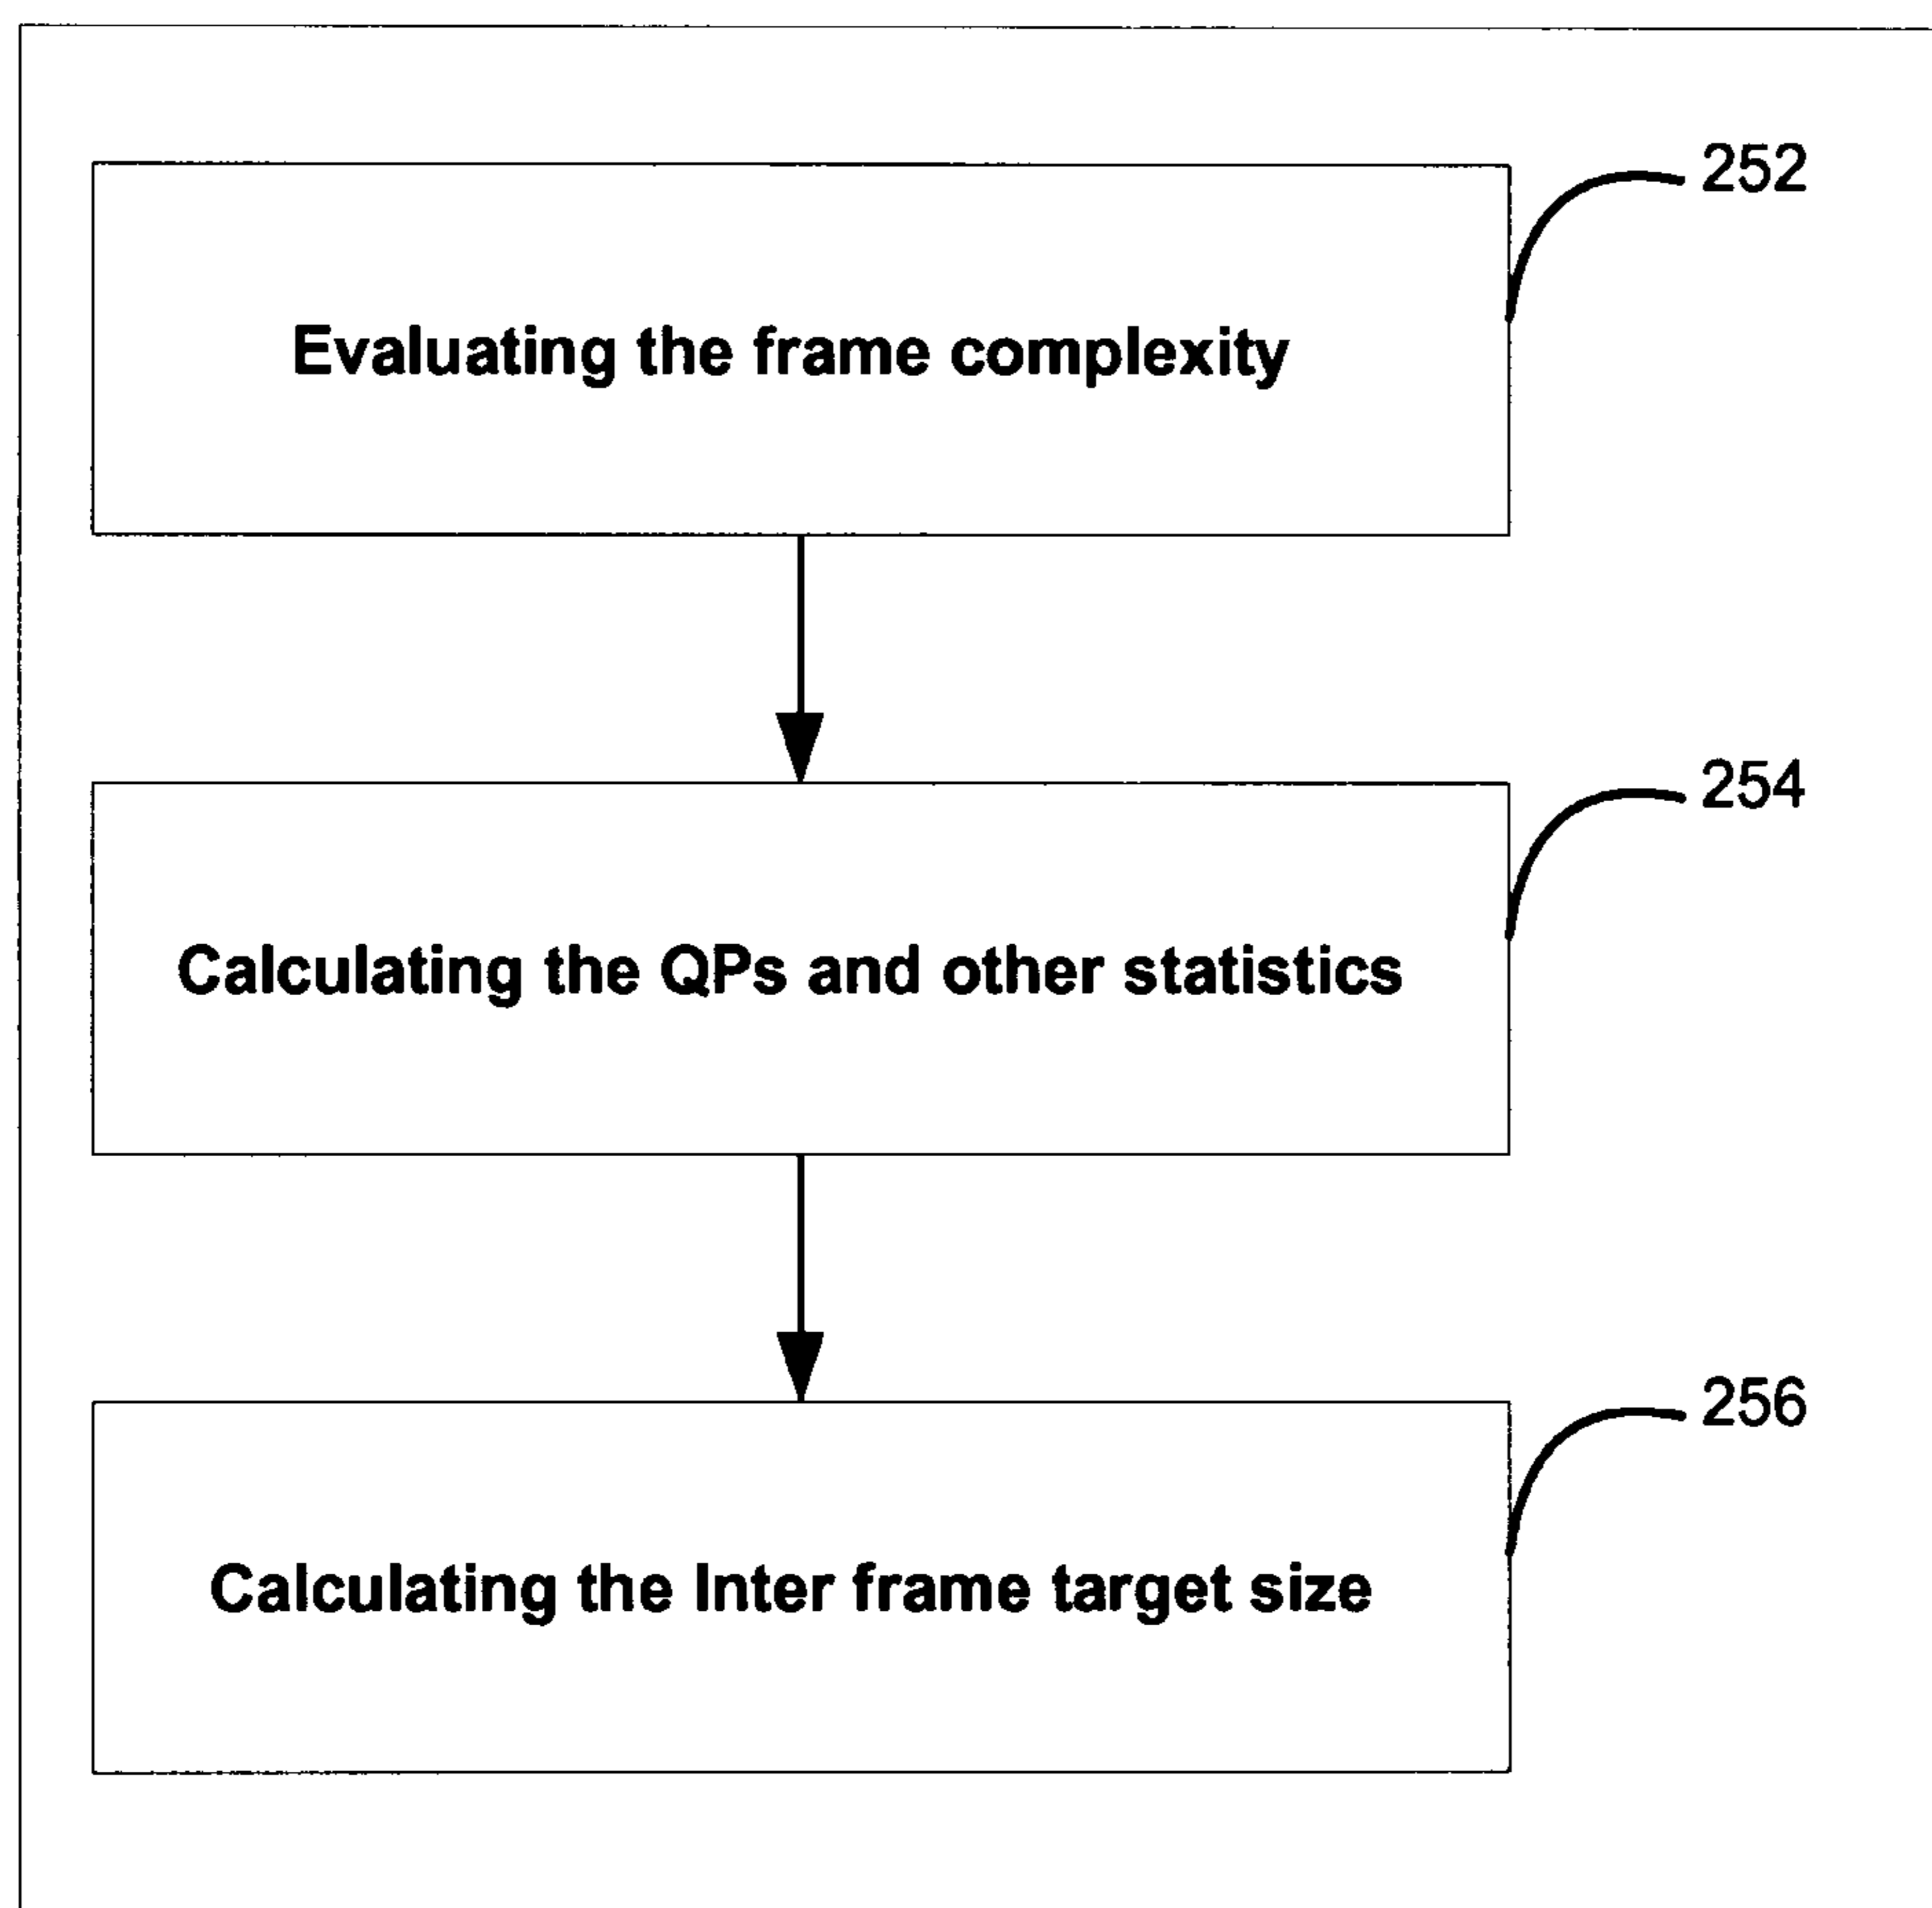 252
Evaluating the frame complexity
254
Calculating the QPs and other statistics
256
Calculating the Inter frame target size